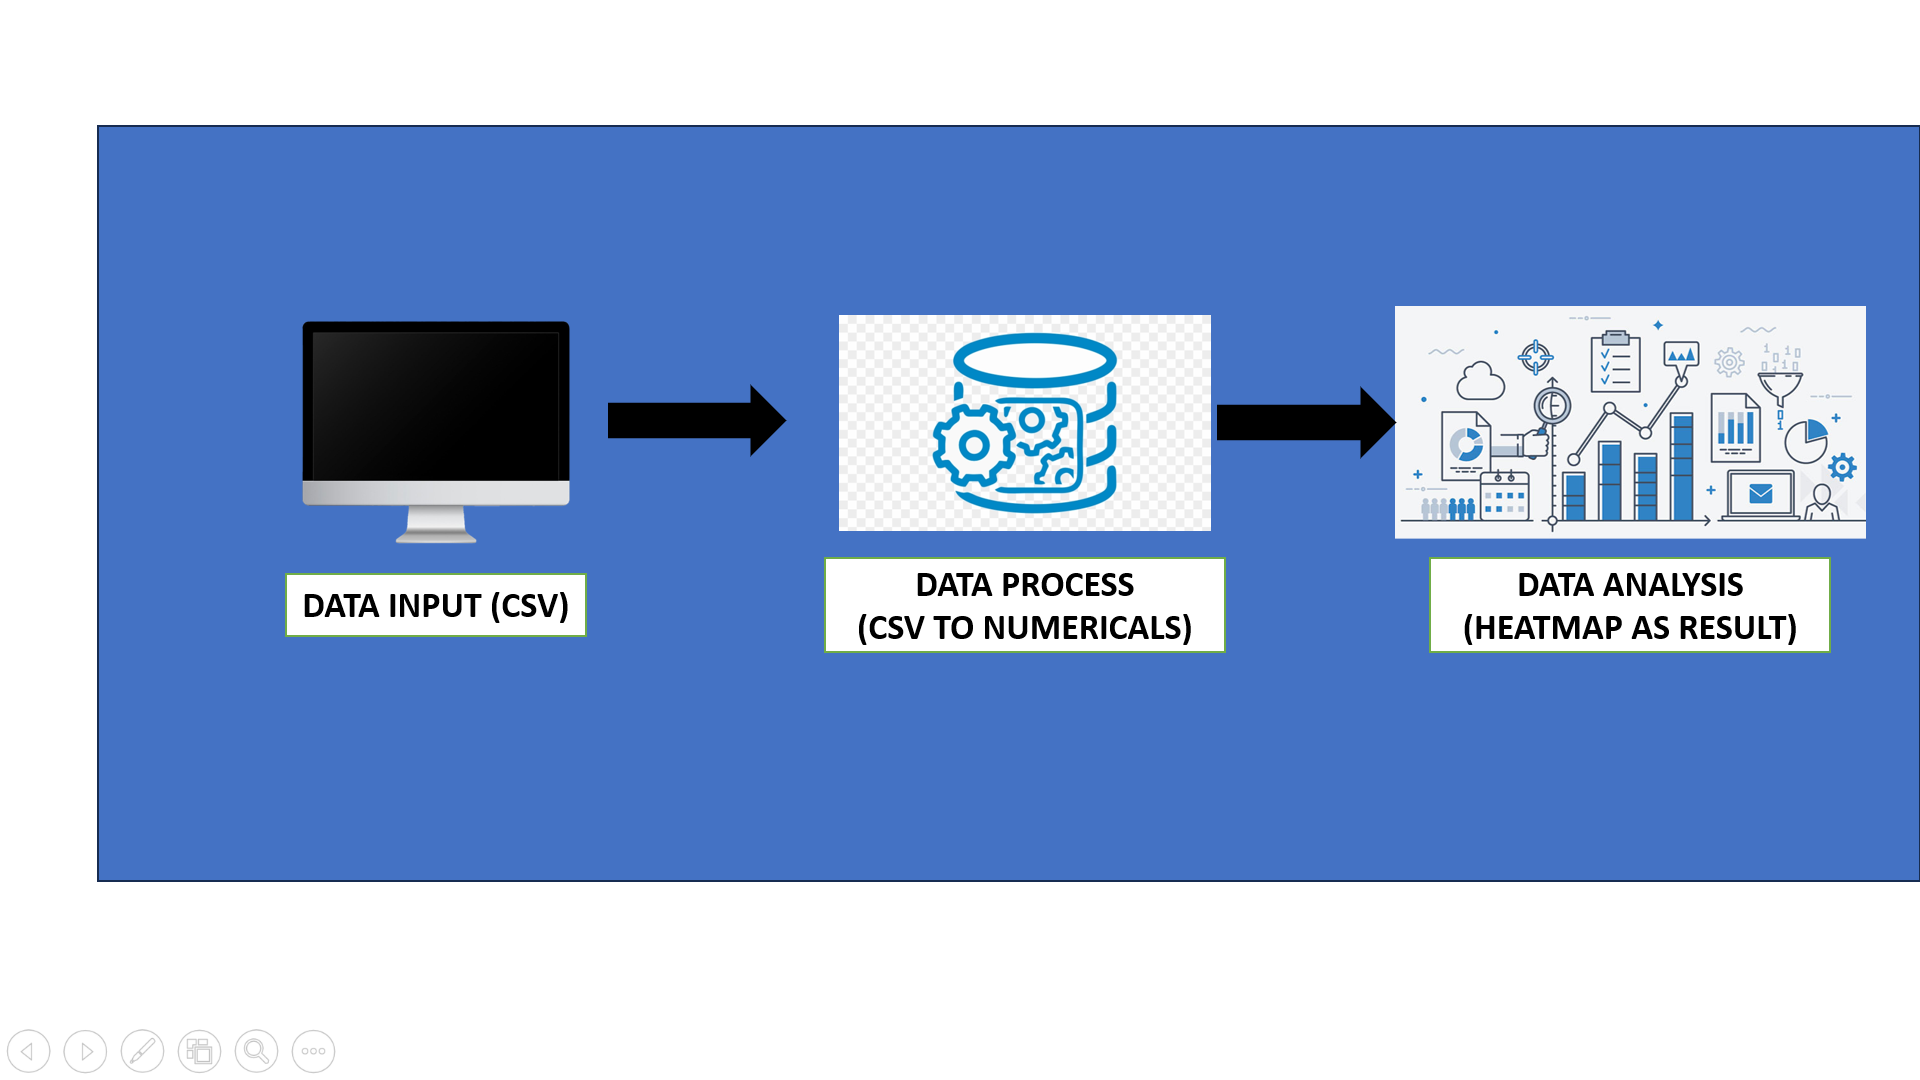 DATA INPUT (CSV)
DATA PROCESS
(CSV TO NUMERICALS)
DATA ANALYSIS
(HEATMAP AS RESULT)